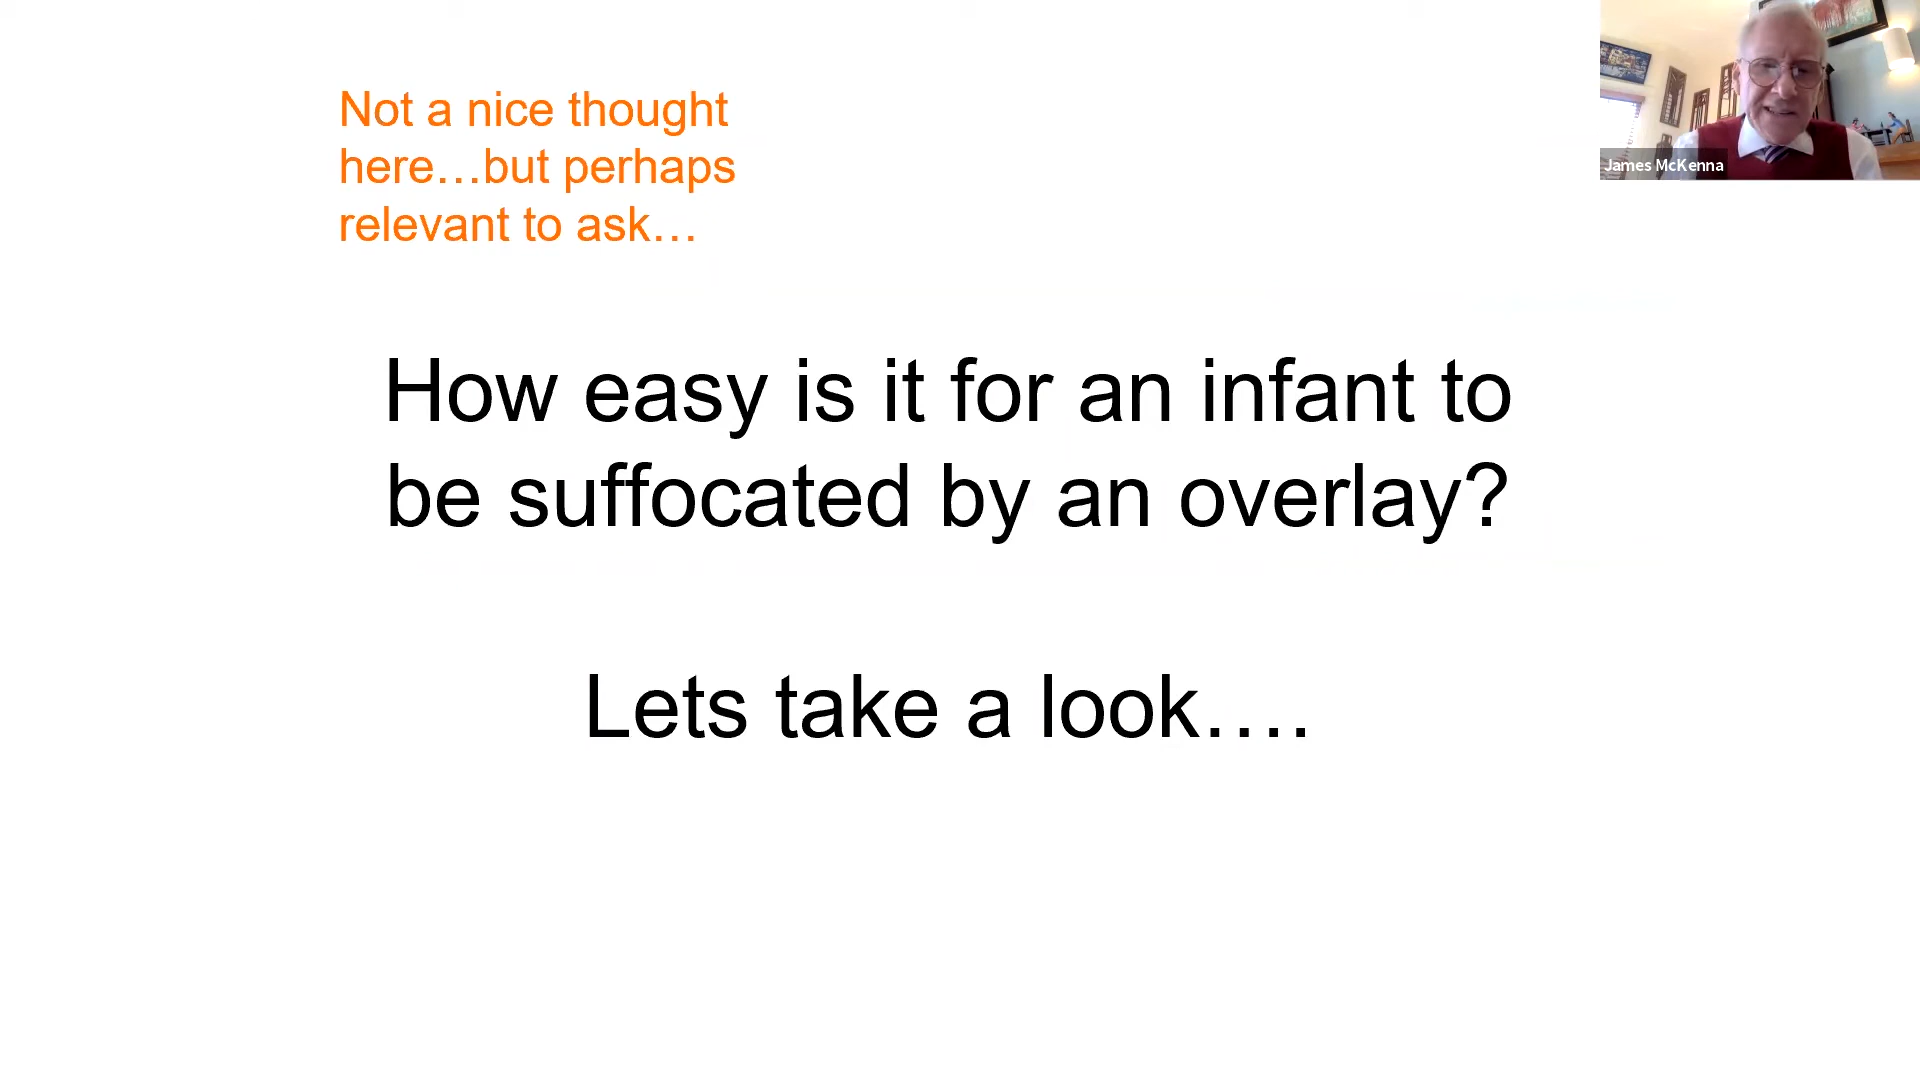 Not a nice thought
here…but perhaps
relevant to ask…
How easy is it for an infant to
be suffocated by an overlay?
Lets take a look….
James McKenna